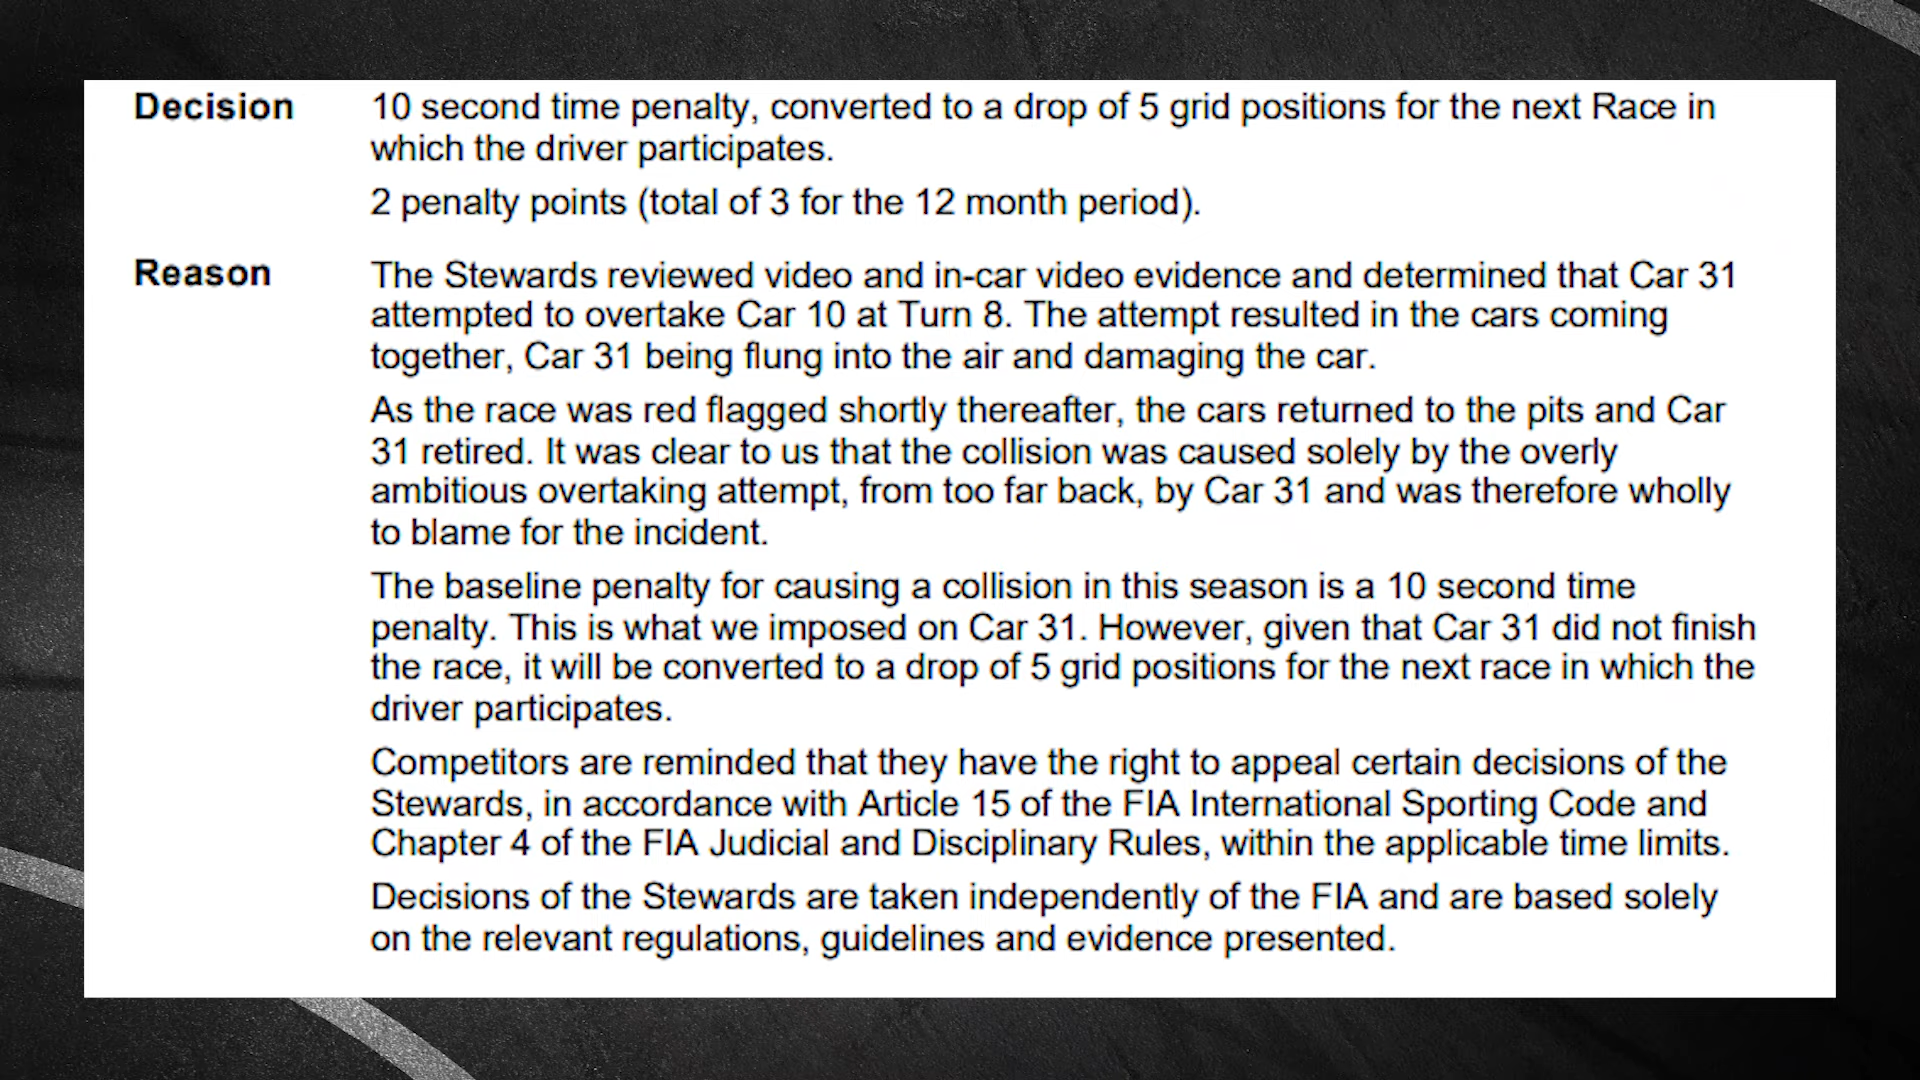 Decision 10 second time penalty, converted to a drop of 5 grid positions for the next Race in
which the driver participates.
2 penalty points (total of 3 for the 12 month period).
Reason The Stewards reviewed video and in-car video evidence and determined that Car 31
attempted to overtake Car 10 at Turn 8. The attempt resulted in the cars coming
together, Car 31 being flung into the air and damaging the car.
As the race was red flagged shortly thereafter, the cars returned to the pits and Car
31 retired. It was clear to us that the collision was caused solely by the overly
ambitious overtaking attempt, from too far back, by Car 31 and was therefore wholly
to blame for the incident.
The baseline penalty for causing a collision in this season is a 10 second time
penalty. This is what we imposed on Car 31. However, given that Car 31 did not finish
the race, it will be converted to a drop of 5 grid positions for the next race in which the
driver participates.
Competitors are reminded that they have the right to appeal certain decisions of the
Stewards, in accordance with Article 15 of the FIA International Sporting Code and
Chapter 4 of the FIA Judicial and Disciplinary Rules, within the applicable time limits.
Decisions of the Stewards are taken independently of the FIA and are based solely
on the relevant regulations, guidelines and evidence presented.